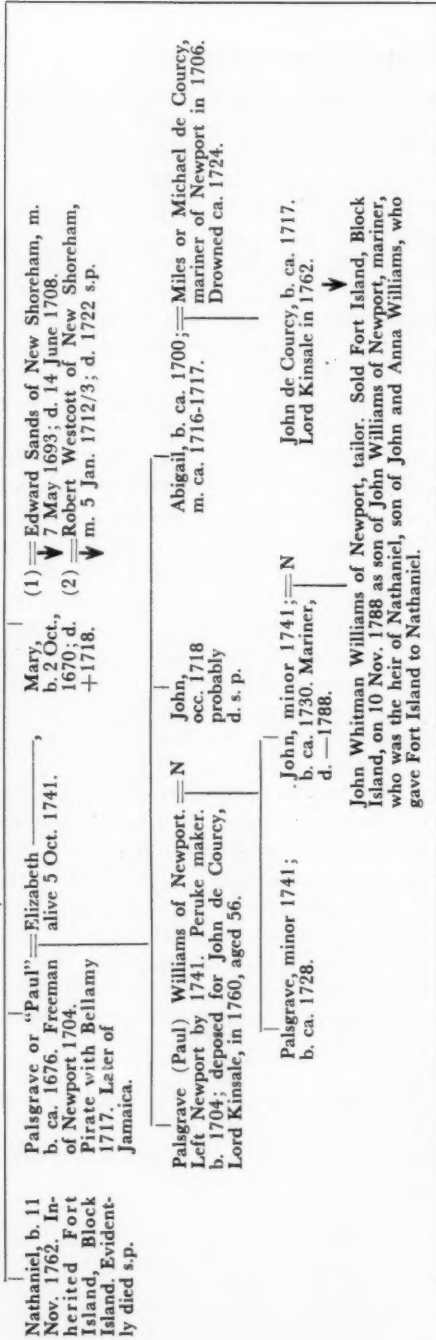 Nathaniel, b. 11
Nov. 1762. In-
herited Fort
Island, Block
Island. Evident-
ly died s.p.
Palsgrave or "Paul"═Elizabeth ———,
b. ca. 1676. Freeman
of Newport 1704.
Pirate with Bellamy
1717. Later of
Jamaica.
alive 5 Oct. 1741.
Mary,
b. 2 Oct.,
1670; d.
+1718.
(1)═Edward Sands of New Shoreham, m.
7 May 1693; d. 14 June 1708.
(2)═Robert Westcott of New Shoreham,
m. 5 Jan. 1712/3; d. 1722 s.p.
Palsgrave (Paul) Williams of Newport.═N
Left Newport by 1741. Peruke maker.
b. 1704; deposed for John de Courcy,
Lord Kinsale, in 1760, aged 56.
John,
occ. 1718
probably
d. s. p.
Abigail, b. ca. 1700;═Miles or Michael de Courcy,
m. ca. 1716-1717.
mariner of Newport in 1706.
Drowned ca. 1724.
Palsgrave, minor 1741;
b. ca. 1728.
John, minor 1741;═N
b. ca. 1730. Mariner,
d. —1788.
John de Courcy, b. ca. 1717.
Lord Kinsale in 1762.
John Whitman Williams of Newport, tailor. Sold Fort Island, Block
Island, on 10 Nov. 1788 as son of John Williams of Newport, mariner,
who was the heir of Nathaniel, son of John and Anna Williams, who
gave Fort Island to Nathaniel.